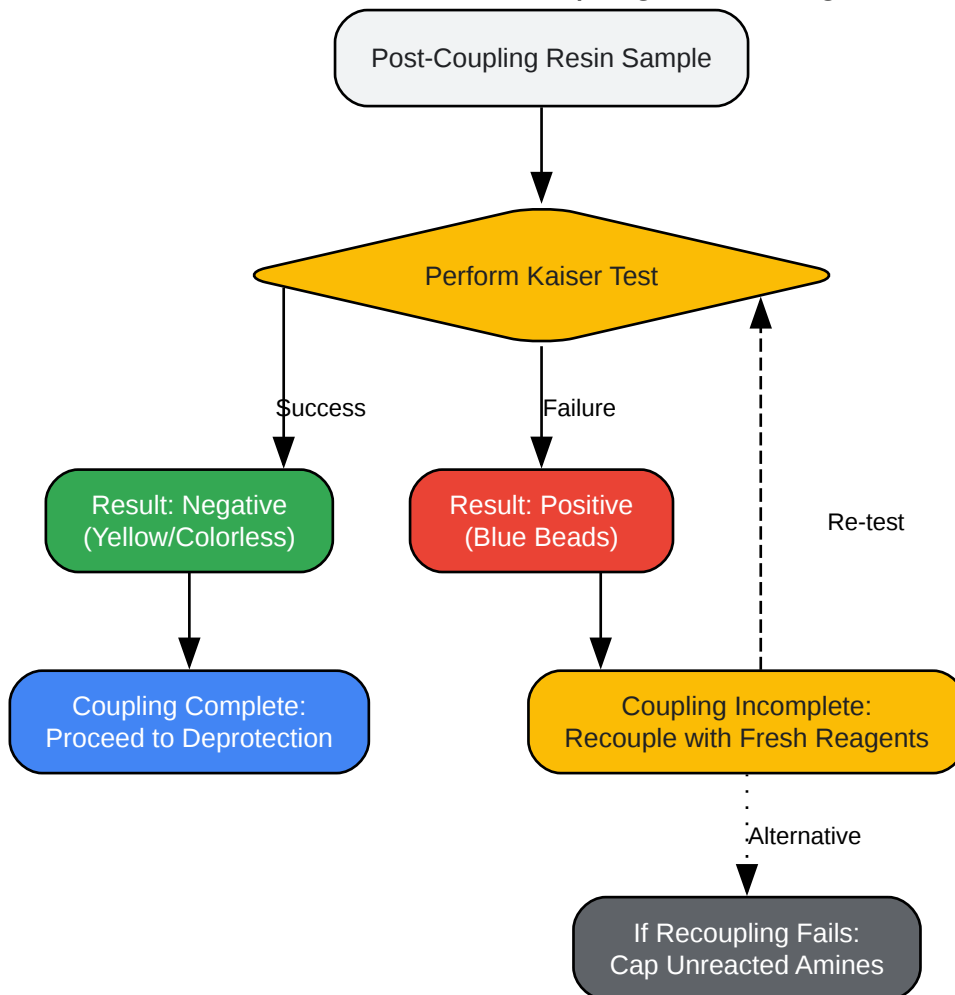 Post-Coupling Resin Sample
Perform Kaiser Test
Success
Failure
Result: Negative
(Yellow/Colorless)
Result: Positive
(Blue Beads)
Re-test
Coupling Complete:
Proceed to Deprotection
Coupling Incomplete:
Recouple with Fresh Reagents
Alternative
If Recoupling Fails:
Cap Unreacted Amines